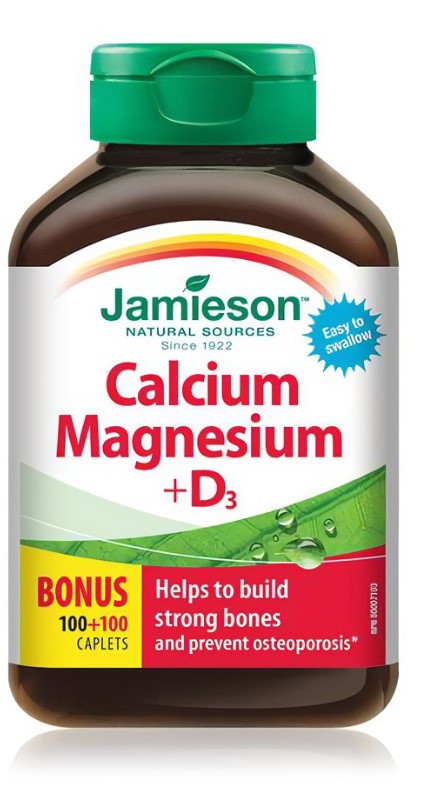 Jamieson™
NATURAL SOURCES
Since 1922
Easy to
swallow
Calcium
Magnesium
+D3
BONUS
100+100
CAPLETS
Helps to build
strong bones
and prevent osteoporosis*